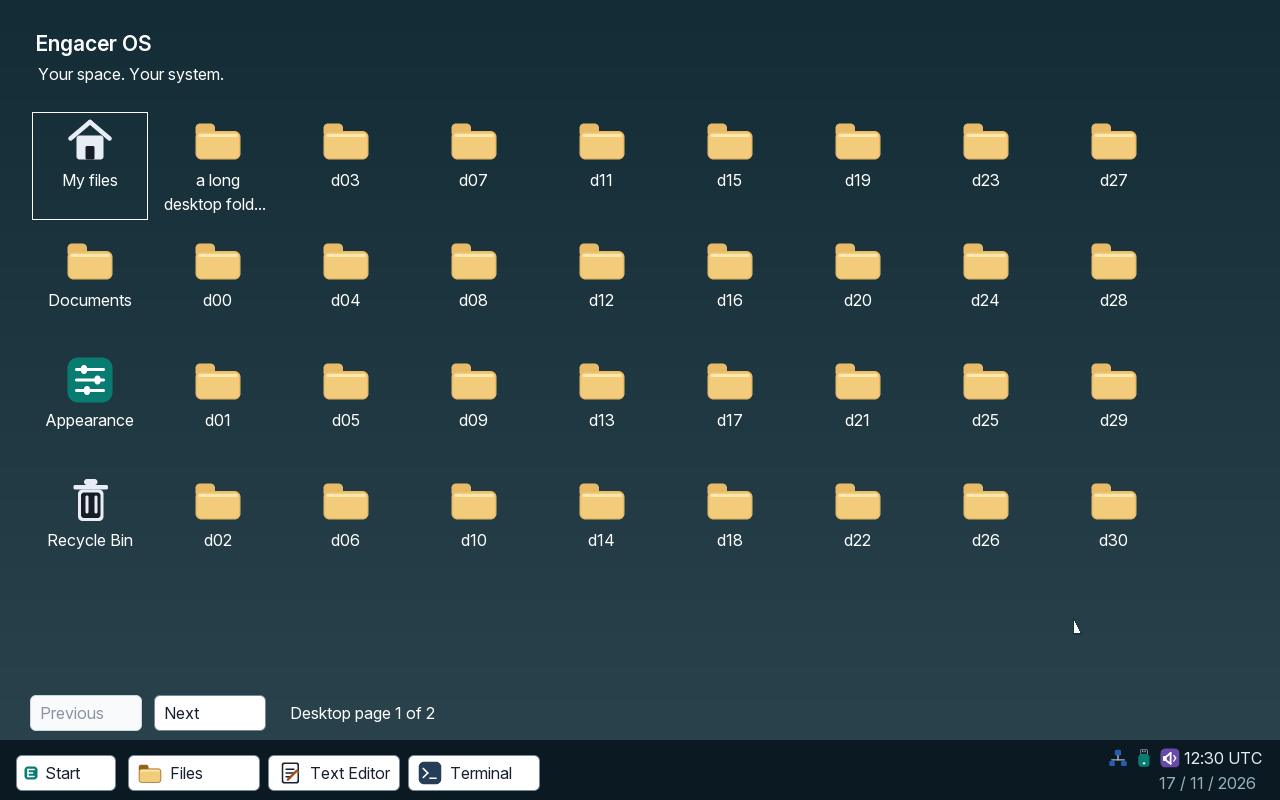 Engacer OS
Your space. Your system.
My files
a long
desktop fold...
d03
d07
d11
d15
d19
d23
d27
Documents
d00
d04
d08
d12
d16
d20
d24
d28
Appearance
d01
d05
d09
d13
d17
d21
d25
d29
Recycle Bin
d02
d06
d10
d14
d18
d22
d26
d30
Previous
Next
Desktop page 1 of 2
E Start
Files
Text Editor
Terminal
12:30 UTC
17 / 11 / 2026